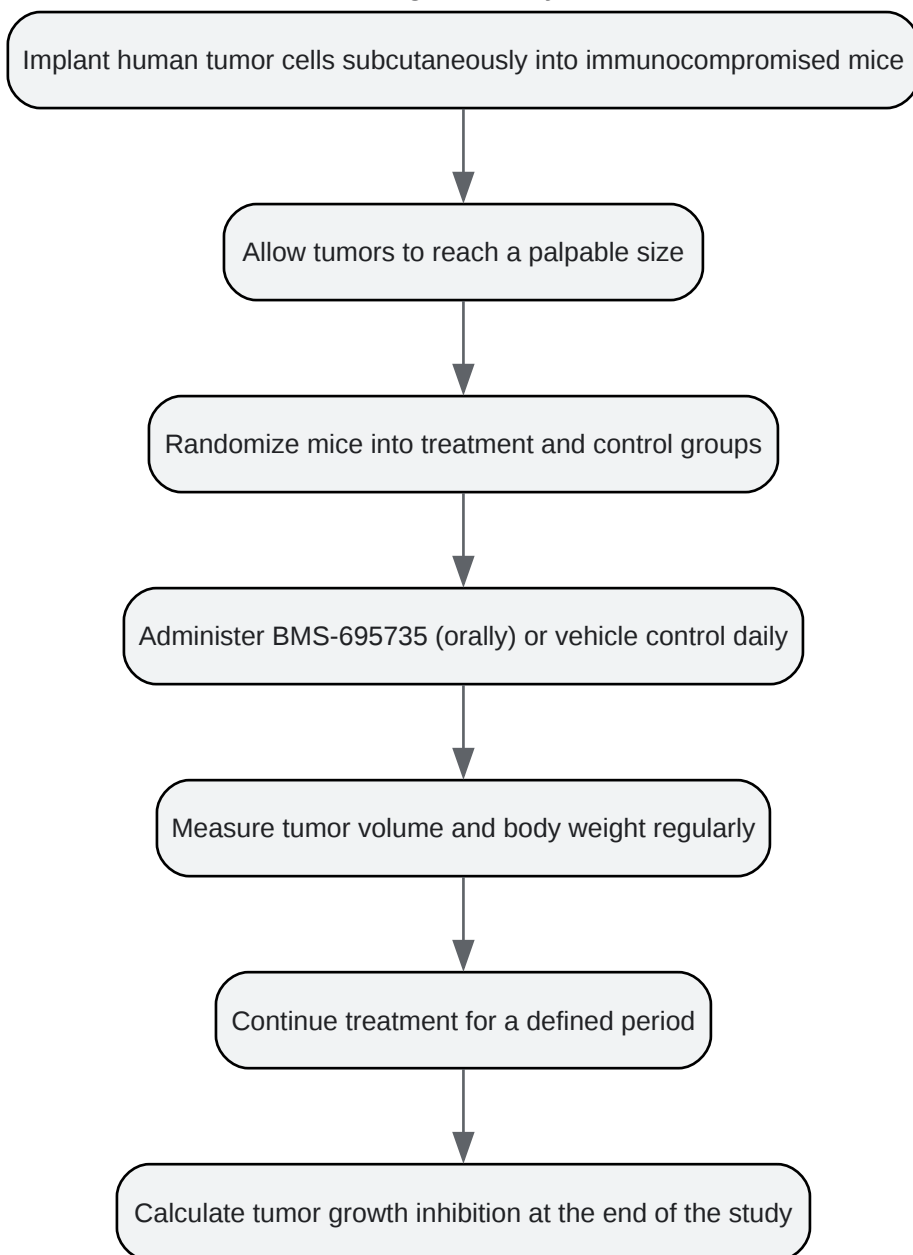 Implant human tumor cells subcutaneously into immunocompromised mice
Allow tumors to reach a palpable size
Randomize mice into treatment and control groups
Administer BMS-695735 (orally) or vehicle control daily
Measure tumor volume and body weight regularly
Continue treatment for a defined period
Calculate tumor growth inhibition at the end of the study